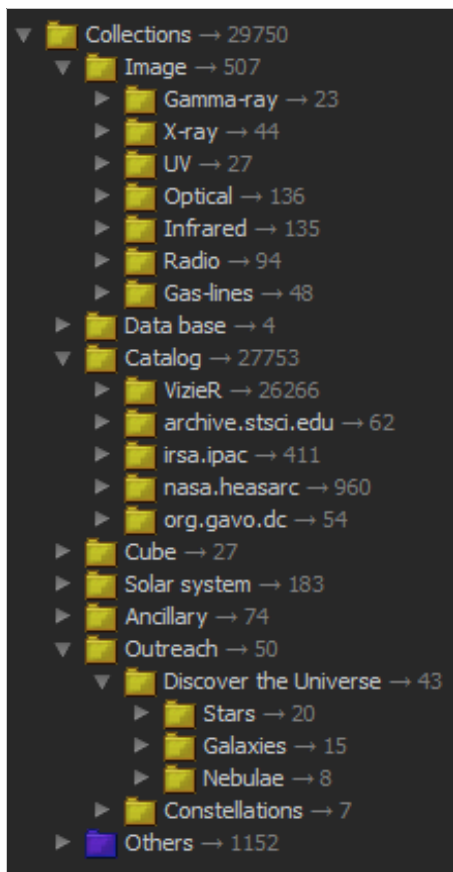 Collections → 29750
Image → 507
Gamma-ray → 23
X-ray → 44
UV → 27
Optical → 136
Infrared → 135
Radio → 94
Gas-lines → 48
Data base → 4
Catalog → 27753
VizieR → 26266
archive.stsci.edu → 62
irsa.ipac → 411
nasa.heasarc → 960
org.gavo.dc → 54
Cube → 27
Solar system → 183
Ancillary → 74
Outreach → 50
Discover the Universe → 43
Stars → 20
Galaxies → 15
Nebulae → 8
Constellations → 7
Others → 1152